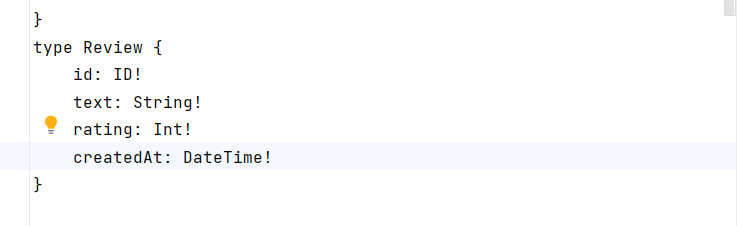 }
type Review {
    id: ID!
    text: String!
    rating: Int!
    createdAt: DateTime!
}